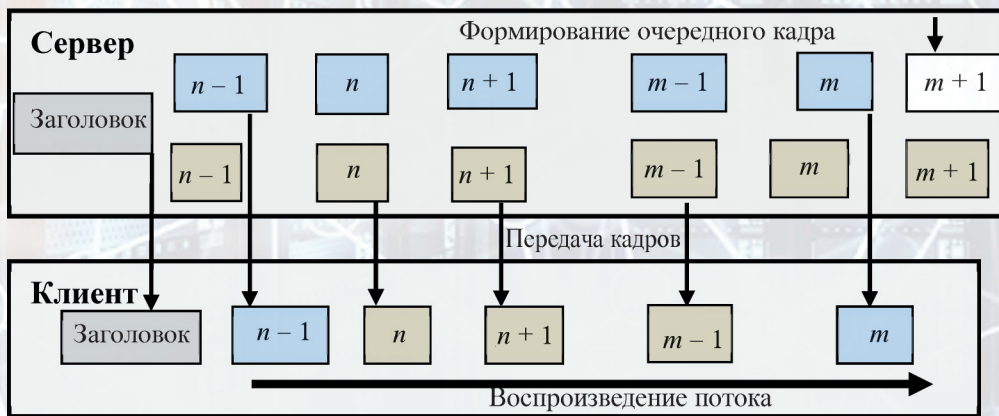 Формирование очередного кадра
Сервер
n – 1 n n + 1 m – 1 m m + 1
Заголовок
n – 1 n n + 1 m – 1 m m + 1
Передача кадров
Клиент
Заголовок n – 1 n n + 1 m – 1 m
Воспроизведение потока